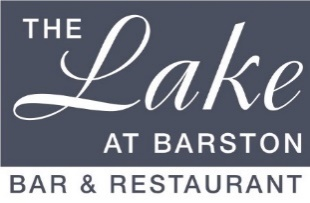 THE
Lake
AT BARSTON
BAR & RESTAURANT